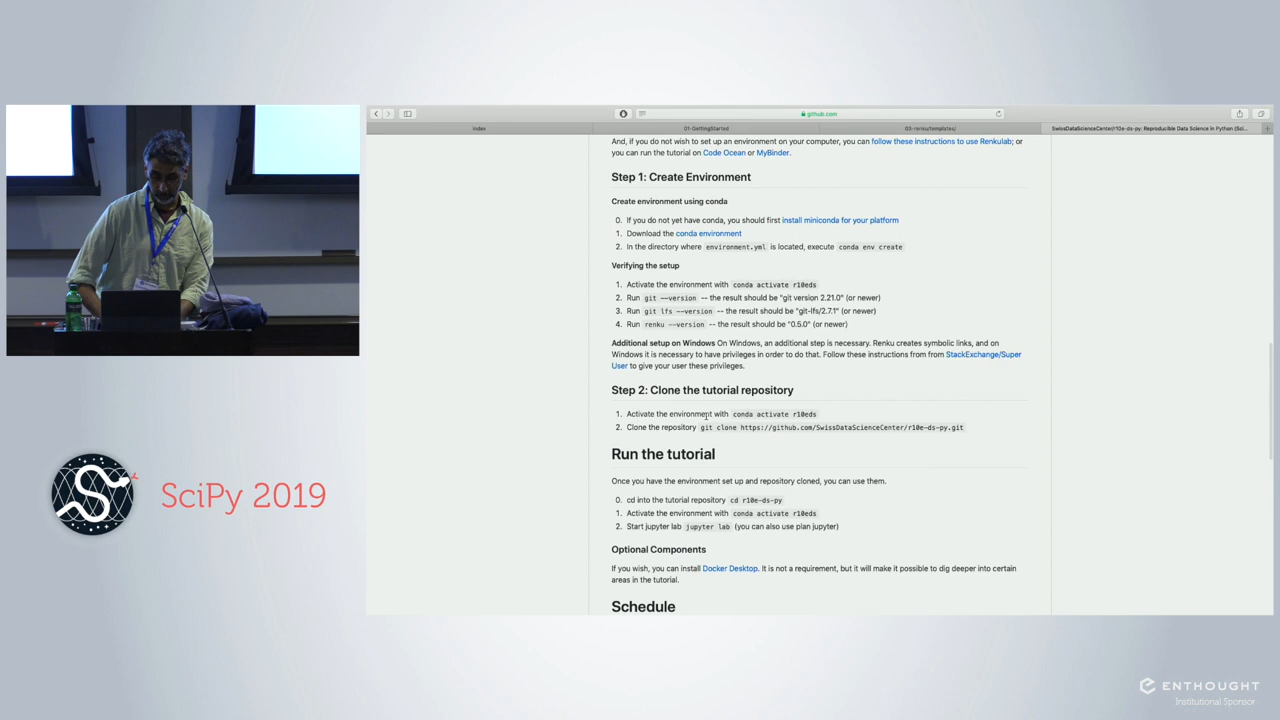 github.com
index
01-GettingStarted
03-renku/templates/
SwissDataScienceCenter/r10e-ds-py: Reproducible Data Science in Python (Sci...
And, if you do not wish to set up an environment on your computer, you can follow these instructions to use Renkulab; or
you can run the tutorial on Code Ocean or MyBinder.
Step 1: Create Environment
Create environment using conda
0. If you do not yet have conda, you should first install miniconda for your platform
1. Download the conda environment
2. In the directory where environment.yml is located, execute conda env create
Verifying the setup
1. Activate the environment with conda activate r10eds
2. Run git --version -- the result should be "git version 2.21.0" (or newer)
3. Run git lfs --version -- the result should be "git-lfs/2.7.1" (or newer)
4. Run renku --version -- the result should be "0.5.0" (or newer)
Additional setup on Windows On Windows, an additional step is necessary. Renku creates symbolic links, and on
Windows it is necessary to have privileges in order to do that. Follow these instructions from from StackExchange/Super
User to give your user these privileges.
Step 2: Clone the tutorial repository
1. Activate the environment with conda activate r10eds
2. Clone the repository git clone https://github.com/SwissDataScienceCenter/r10e-ds-py.git
Run the tutorial
Once you have the environment set up and repository cloned, you can use them.
0. cd into the tutorial repository cd r10e-ds-py
1. Activate the environment with conda activate r10eds
2. Start jupyter lab jupyter lab (you can also use plan jupyter)
Optional Components
If you wish, you can install Docker Desktop. It is not a requirement, but it will make it possible to dig deeper into certain
areas in the tutorial.
Schedule
SciPy 2019
ENTHOUGHT
Institutional Sponsor